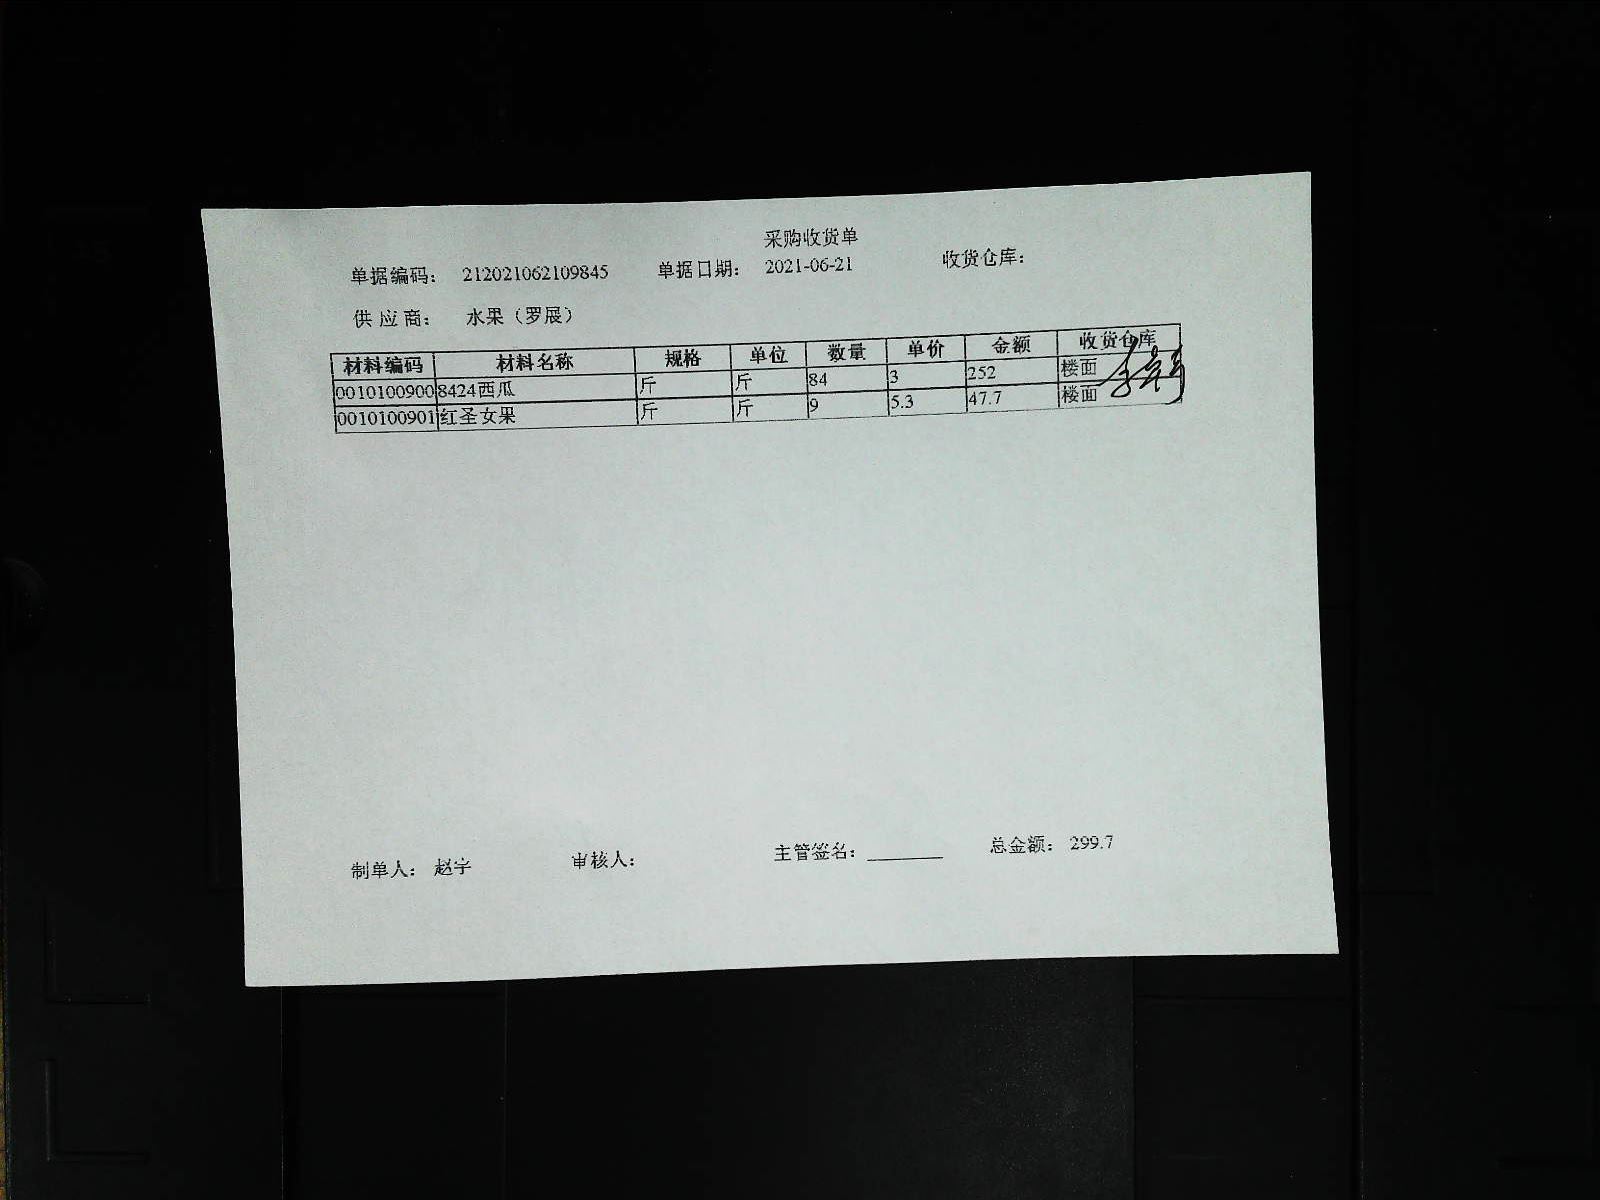 采购收货单
单据编码： 212021062109845 单据日期： 2021-06-21 收货仓库：
供应商： 水果（罗展）
材料编码 材料名称 规格 单位 数量 单价 金额 收货仓库
0010100900 8424西瓜 斤 斤 84 3 252 楼面
0010100901 红圣女果 斤 斤 9 5.3 47.7 楼面
制单人： 赵宇 审核人： 主管签名： 总金额： 299.7